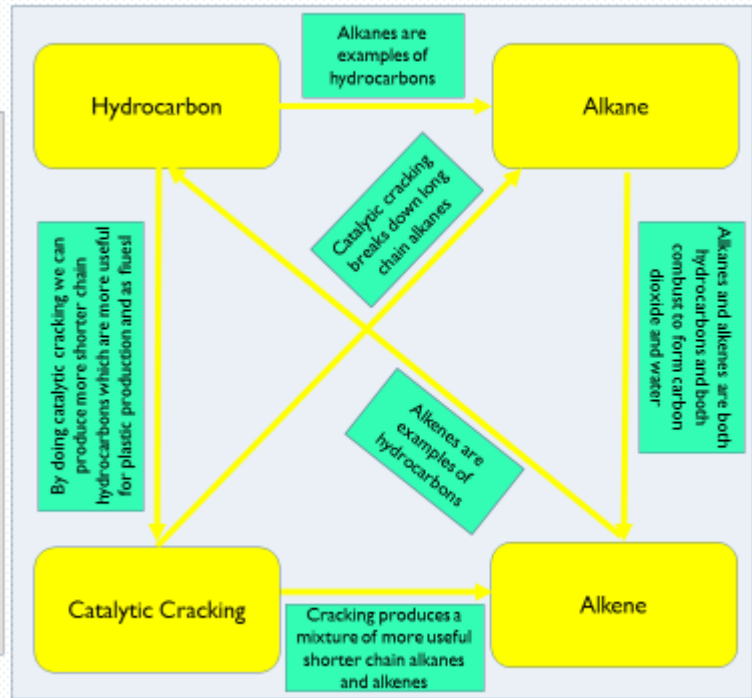 Alkanes are
examples of
hydrocarbons
Hydrocarbon
Alkane
Catalytic cracking
breaks down long
chain alkanes
By doing catalytic cracking we can
produce more shorter chain
hydrocarbons which are more useful
for plastic production and as fiuesl
Alkanes and alkenes are both
hydrocarbons and both
combust to form carbon
dioxide and water
Alkenes are
examples of
hydrocarbons
Catalytic Cracking
Alkene
Cracking produces a
mixture of more useful
shorter chain alkanes
and alkenes